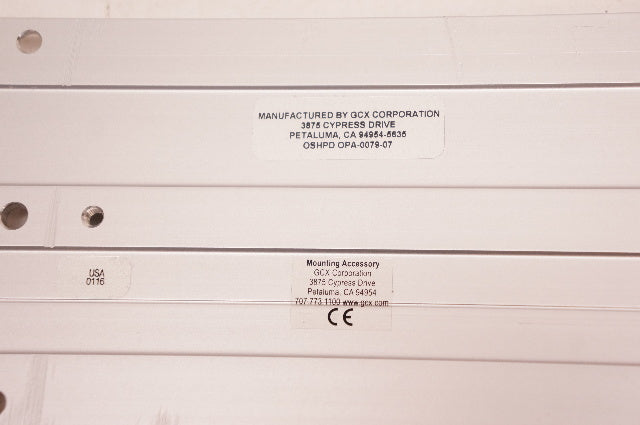 MANUFACTURED BY GCX CORPORATION
3875 CYPRESS DRIVE
PETALUMA, CA 94954-5635
OSHPD OPA-0079-07
USA
0116
Mounting Accessory
GCX Corporation
3875 Cypress Drive
Petaluma, CA 94954
707.773.1100 www.gcx.com
CE